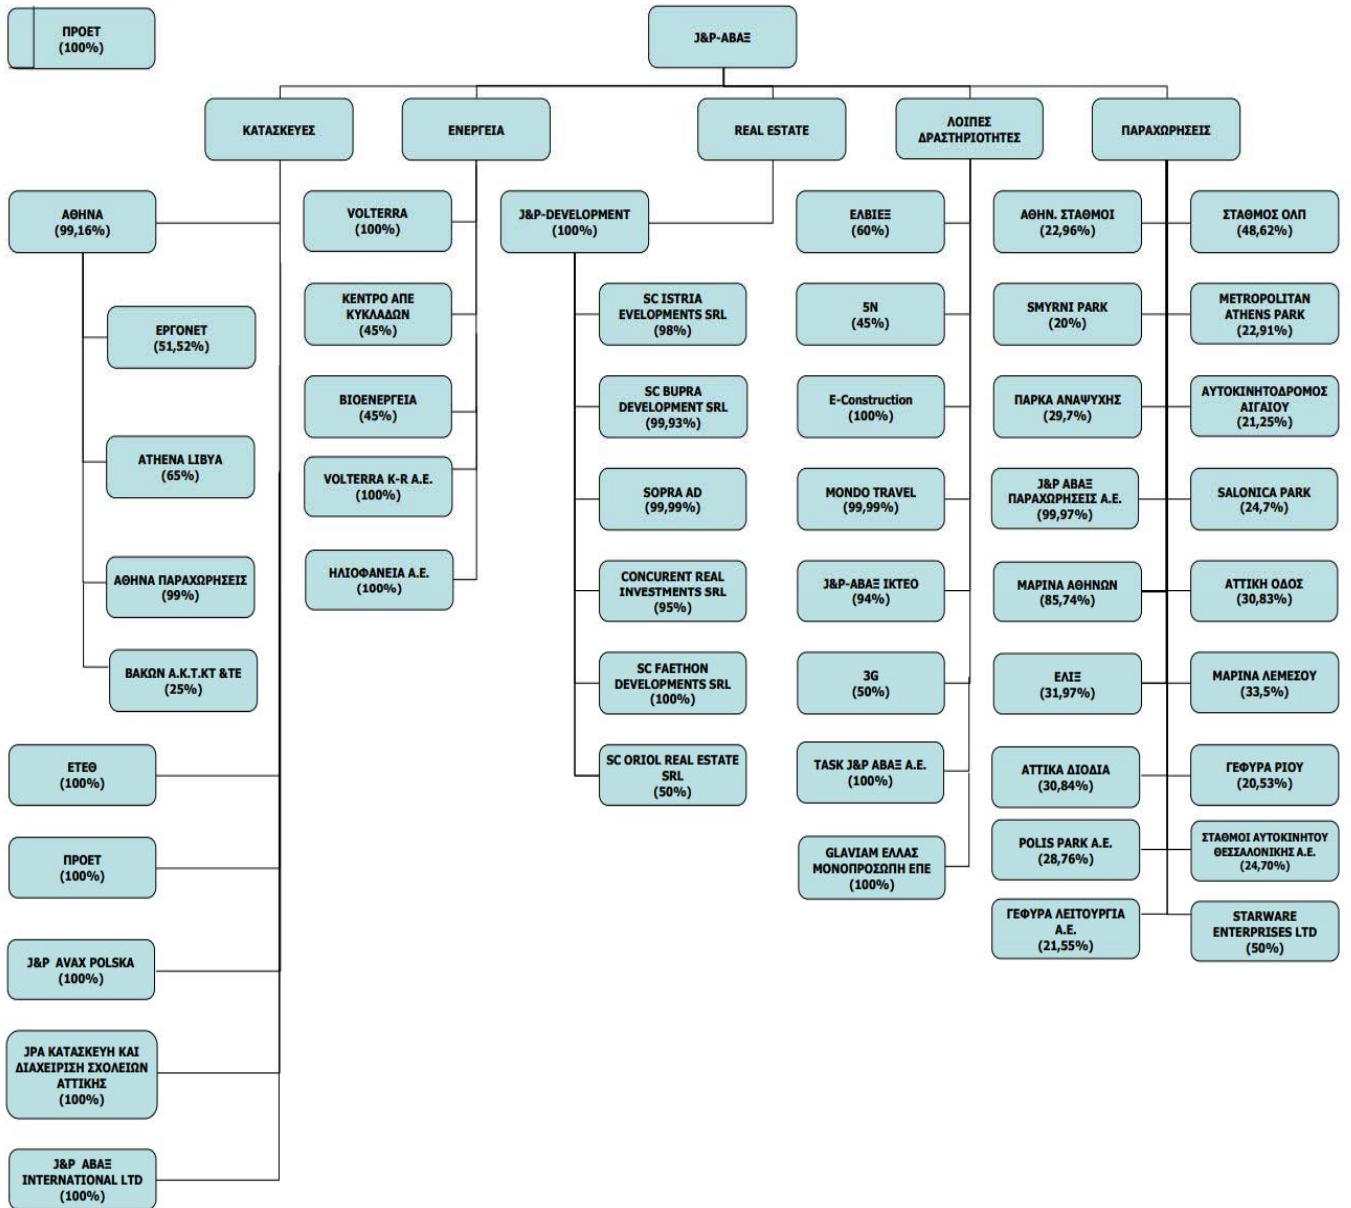 ΠΡΟΕΤ
(100%)
J&P-ΑΒΑΞ
ΚΑΤΑΣΚΕΥΕΣ
ΕΝΕΡΓΕΙΑ
REAL ESTATE
ΛΟΙΠΕΣ
ΔΡΑΣΤΗΡΙΟΤΗΤΕΣ
ΠΑΡΑΧΩΡΗΣΕΙΣ
ΑΘΗΝΑ
(99,16%)
ΕΡΓΟΝΕΤ
(51,52%)
ATHENA LIBYA
(65%)
ΑΘΗΝΑ ΠΑΡΑΧΩΡΗΣΕΙΣ
(99%)
ΒΑΚΩΝ Α.Κ.Τ.ΚΤ &ΤΕ
(25%)
ΕΤΕΘ
(100%)
ΠΡΟΕΤ
(100%)
J&P AVAX POLSKA
(100%)
JPA ΚΑΤΑΣΚΕΥΗ ΚΑΙ
ΔΙΑΧΕΙΡΙΣΗ ΣΧΟΛΕΙΩΝ
ΑΤΤΙΚΗΣ
(100%)
J&P ΑΒΑΞ
INTERNATIONAL LTD
(100%)
VOLTERRA
(100%)
ΚΕΝΤΡΟ ΑΠΕ
ΚΥΚΛΑΔΩΝ
(45%)
ΒΙΟΕΝΕΡΓΕΙΑ
(45%)
VOLTERRA K-R A.E.
(100%)
ΗΛΙΟΦΑΝΕΙΑ Α.Ε.
(100%)
J&P-DEVELOPMENT
(100%)
SC ISTRIA
EVELOPMENTS SRL
(98%)
SC BUPRA
DEVELOPMENT SRL
(99,93%)
SOPRA AD
(99,99%)
CONCURENT REAL
INVESTMENTS SRL
(95%)
SC FAETHON
DEVELOPMENTS SRL
(100%)
SC ORIOL REAL ESTATE
SRL
(50%)
ΕΛΒΙΕΞ
(60%)
5N
(45%)
E-Construction
(100%)
MONDO TRAVEL
(99,99%)
J&P-ΑΒΑΞ ΙΚΤΕΟ
(94%)
3G
(50%)
TASK J&P ΑΒΑΞ Α.Ε.
(100%)
GLAVIAM ΕΛΛΑΣ
ΜΟΝΟΠΡΟΣΩΠΗ ΕΠΕ
(100%)
ΑΘΗΝ. ΣΤΑΘΜΟΙ
(22,96%)
SMYRNI PARK
(20%)
ΠΑΡΚΑ ΑΝΑΨΥΧΗΣ
(29,7%)
J&P ΑΒΑΞ
ΠΑΡΑΧΩΡΗΣΕΙΣ Α.Ε.
(99,97%)
ΜΑΡΙΝΑ ΑΘΗΝΩΝ
(85,74%)
ΕΛΙΞ
(31,97%)
ΑΤΤΙΚΑ ΔΙΟΔΙΑ
(30,84%)
POLIS PARK Α.Ε.
(28,76%)
ΓΕΦΥΡΑ ΛΕΙΤΟΥΡΓΙΑ
Α.Ε.
(21,55%)
ΣΤΑΘΜΟΣ ΟΛΠ
(48,62%)
METROPOLITAN
ATHENS PARK
(22,91%)
ΑΥΤΟΚΙΝΗΤΟΔΡΟΜΟΣ
ΑΙΓΑΙΟΥ
(21,25%)
SALONICA PARK
(24,7%)
ΑΤΤΙΚΗ ΟΔΟΣ
(30,83%)
ΜΑΡΙΝΑ ΛΕΜΕΣΟΥ
(33,5%)
ΓΕΦΥΡΑ ΡΙΟΥ
(20,53%)
ΣΤΑΘΜΟΙ ΑΥΤΟΚΙΝΗΤΟΥ
ΘΕΣΣΑΛΟΝΙΚΗΣ Α.Ε.
(24,70%)
STARWARE
ENTERPRISES LTD
(50%)